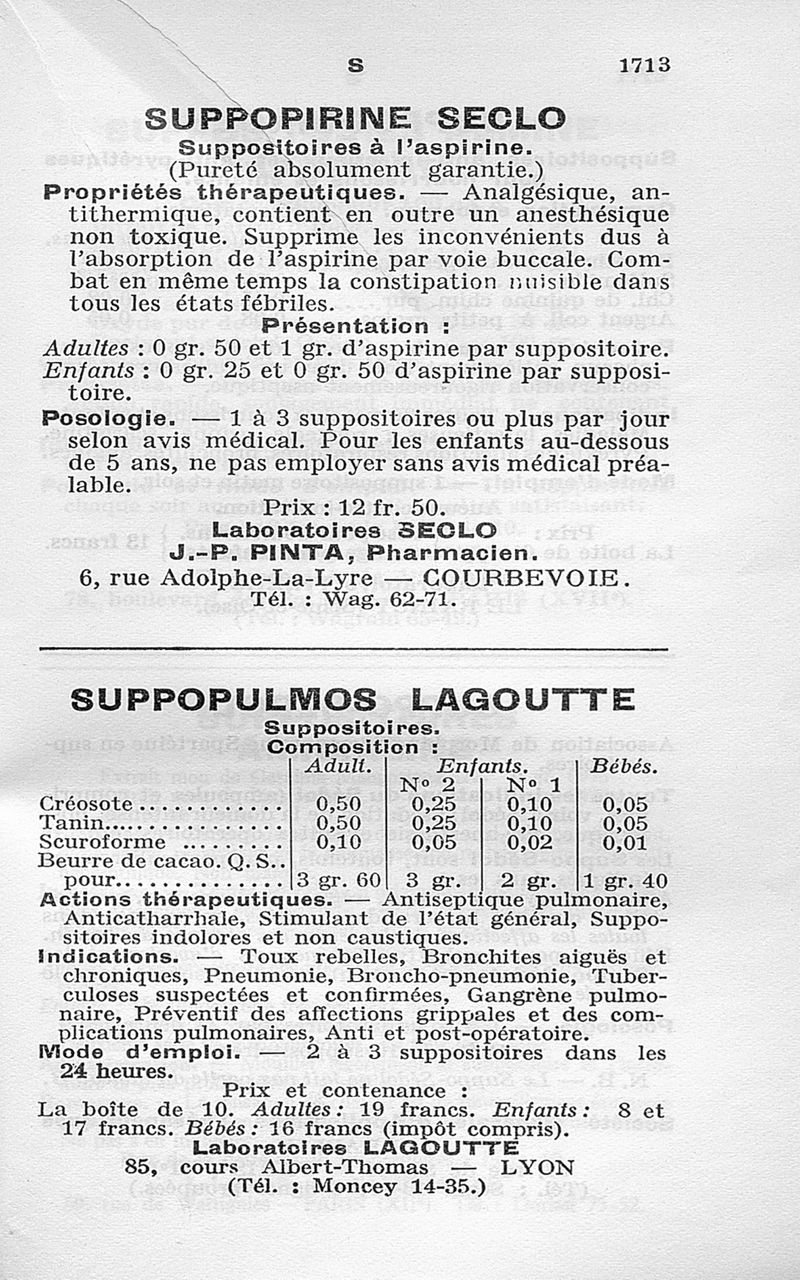 S 1713
SUPPOPIRINE SECLO
Suppositoires à l'aspirine.
(Pureté absolument garantie.)
Propriétés thérapeutiques. — Analgésique, an-
tithermique, contient en outre un anesthésique
non toxique. Supprime les inconvénients dus à
l'absorption de l'aspirine par voie buccale. Com-
bat en même temps la constipation nuisible dans
tous les états fébriles.
Présentation :
Adultes : 0 gr. 50 et 1 gr. d'aspirine par suppositoire.
Enfants : 0 gr. 25 et 0 gr. 50 d'aspirine par supposi-
toire.
Posologie. — 1 à 3 suppositoires ou plus par jour
selon avis médical. Pour les enfants au-dessous
de 5 ans, ne pas employer sans avis médical préa-
lable.
Prix : 12 fr. 50.
Laboratoires SECLO
J.-P. PINTA, Pharmacien.
6, rue Adolphe-La-Lyre — COURBEVOIE.
Tél. : Wag. 62-71.
SUPPOPULMOS LAGOUTTE
Suppositoires.
Composition :
Adult. Enfants. Bébés.
N° 2 N° 1
Créosote .............. 0,50 0,25 0,10 0,05
Tanin................. 0,50 0,25 0,10 0,05
Scuroforme ......... 0,10 0,05 0,02 0,01
Beurre de cacao. Q. S..
pour............... 3 gr. 60 3 gr. 2 gr. 1 gr. 40
Actions thérapeutiques. — Antiseptique pulmonaire,
Anticatharrhale, Stimulant de l'état général, Suppo-
sitoires indolores et non caustiques.
Indications. — Toux rebelles, Bronchites aiguës et
chroniques, Pneumonie, Broncho-pneumonie, Tuber-
culoses suspectées et confirmées, Gangrène pulmo-
naire, Préventif des affections grippales et des com-
plications pulmonaires, Anti et post-opératoire.
Mode d'emploi. — 2 à 3 suppositoires dans les
24 heures.
Prix et contenance :
La boîte de 10. Adultes : 19 francs. Enfants : 8 et
17 francs. Bébés : 16 francs (impôt compris).
Laboratoires LAGOUTTE
85, cours Albert-Thomas — LYON
(Tél. : Moncey 14-35.)